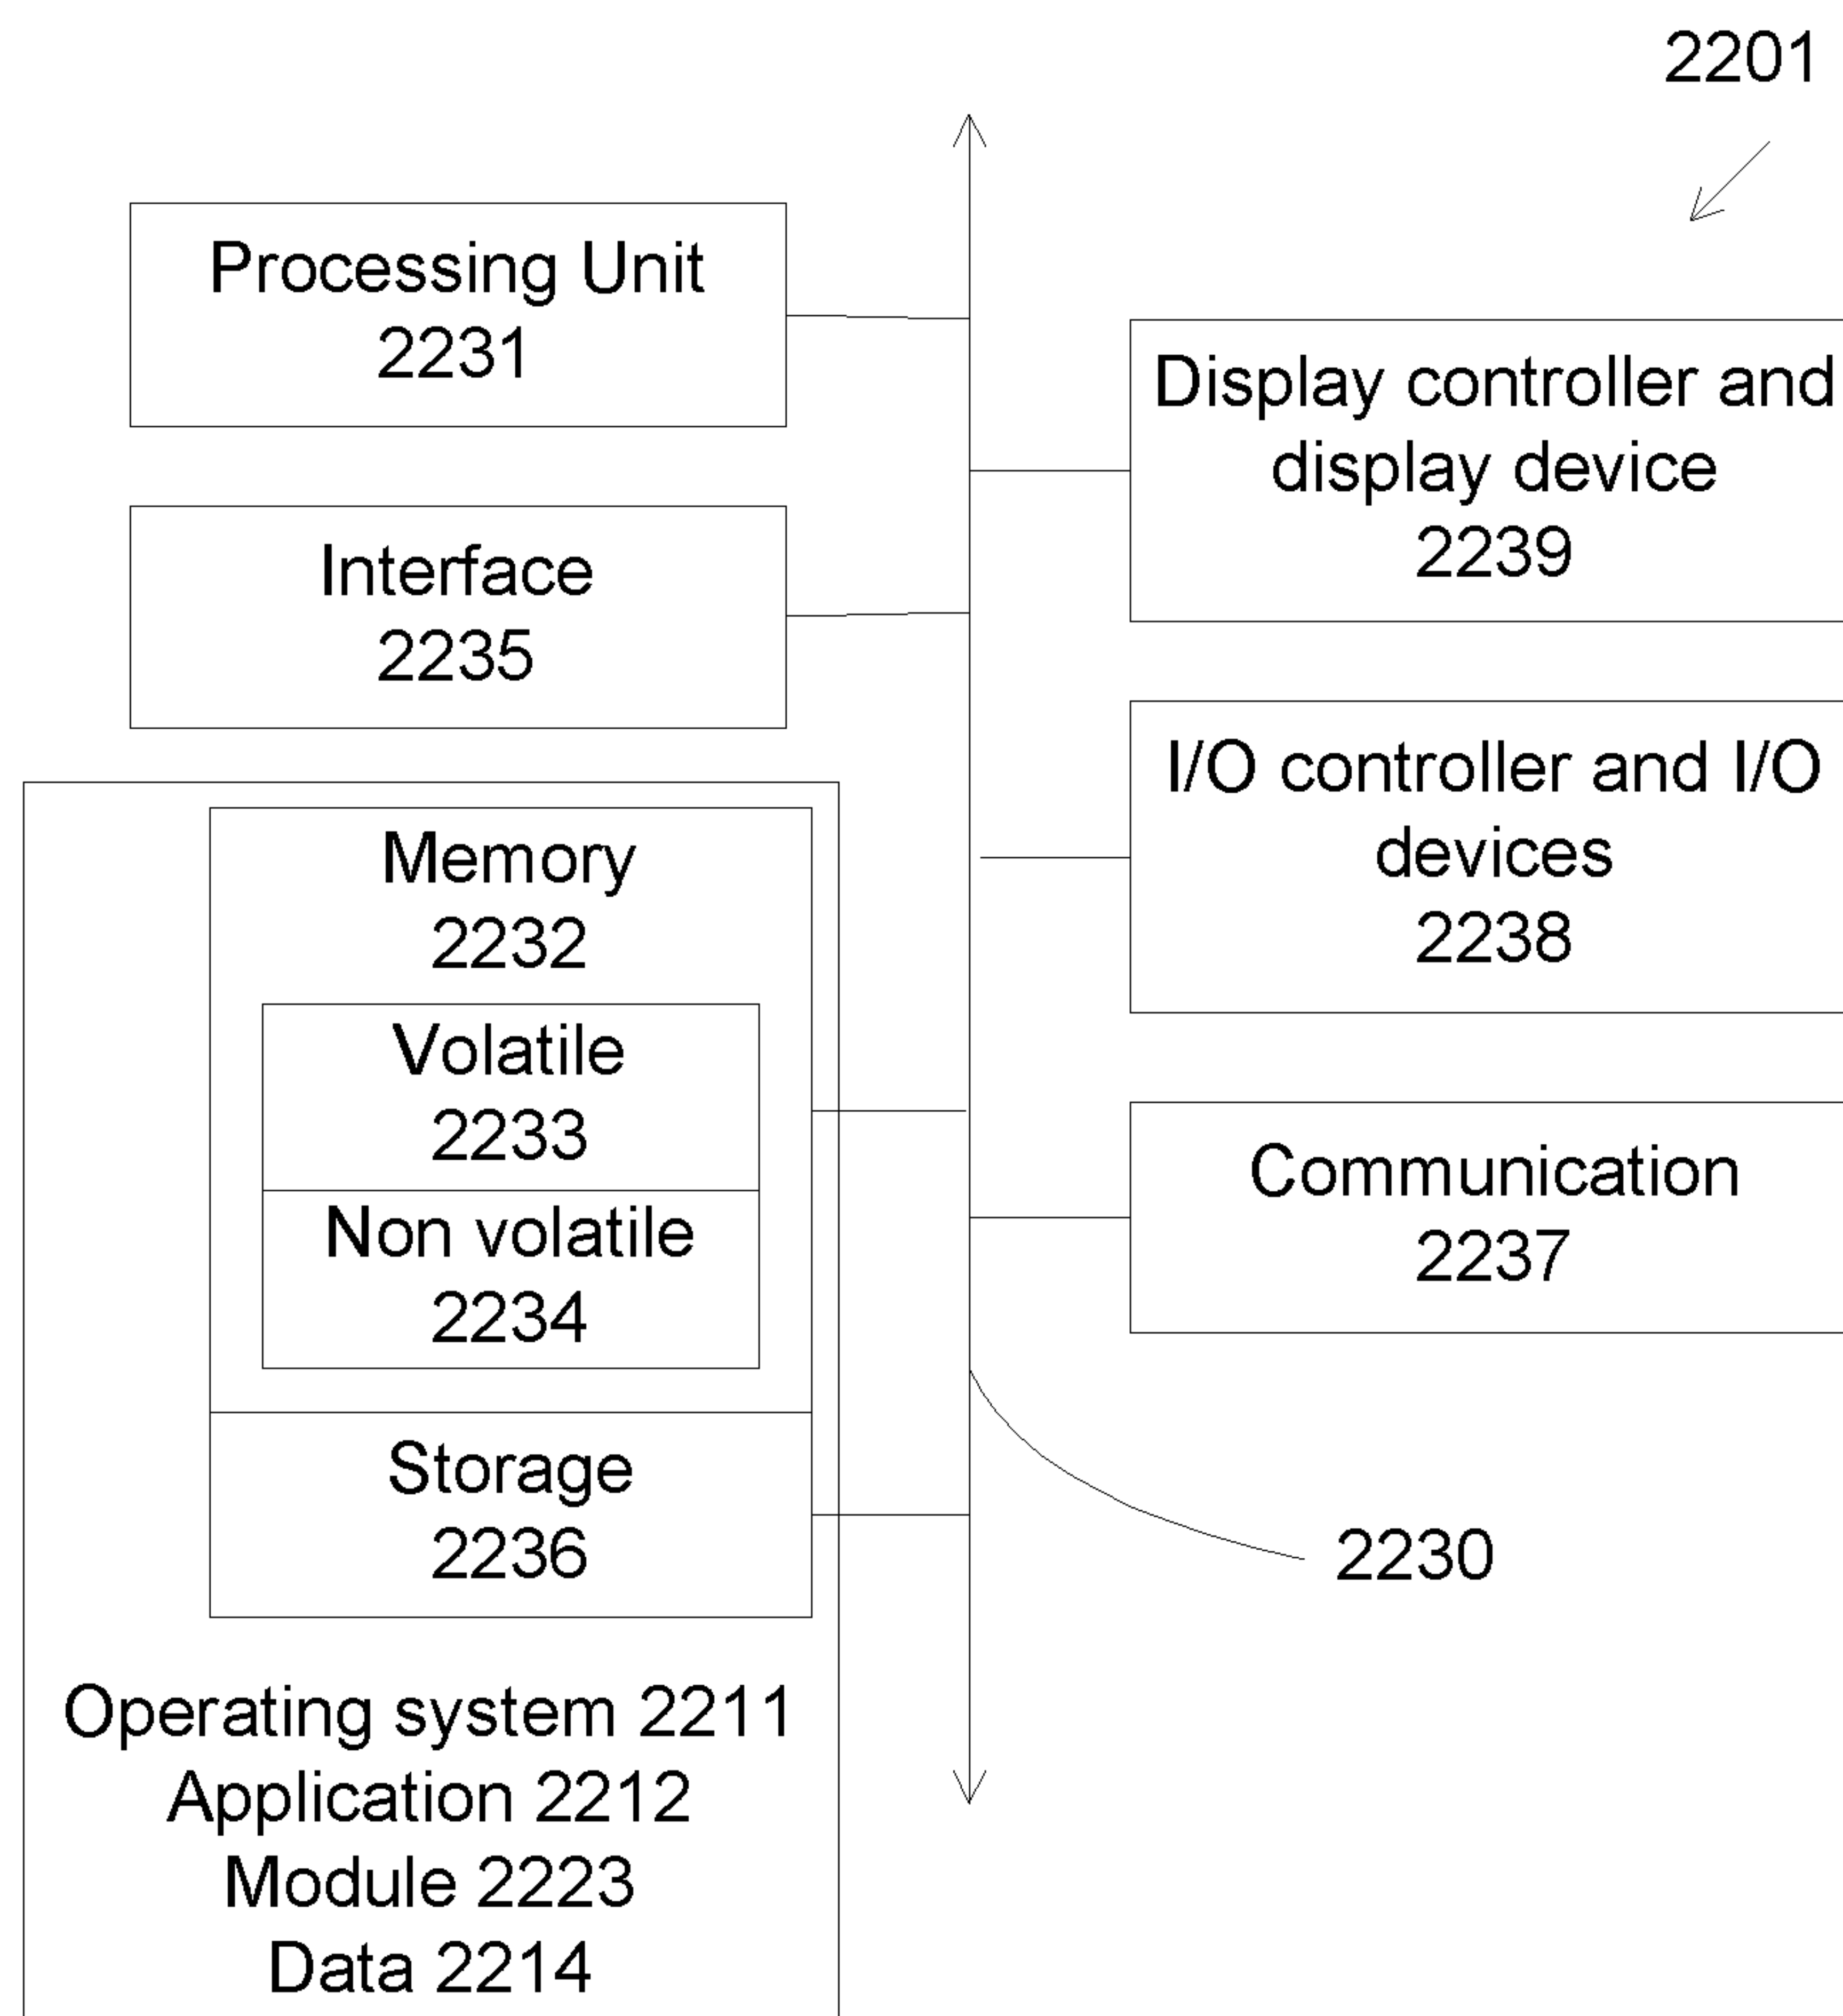 2201
Processing Unit
2231
Display controller and
display device
2239
Interface
2235
I/O controller and I/O
devices
2238
Memory
2232
Volatile
2233
Non volatile
2234
Communication
2237
Storage
2236
2230
Operating system 2211
Application 2212
Module 2223
Data 2214